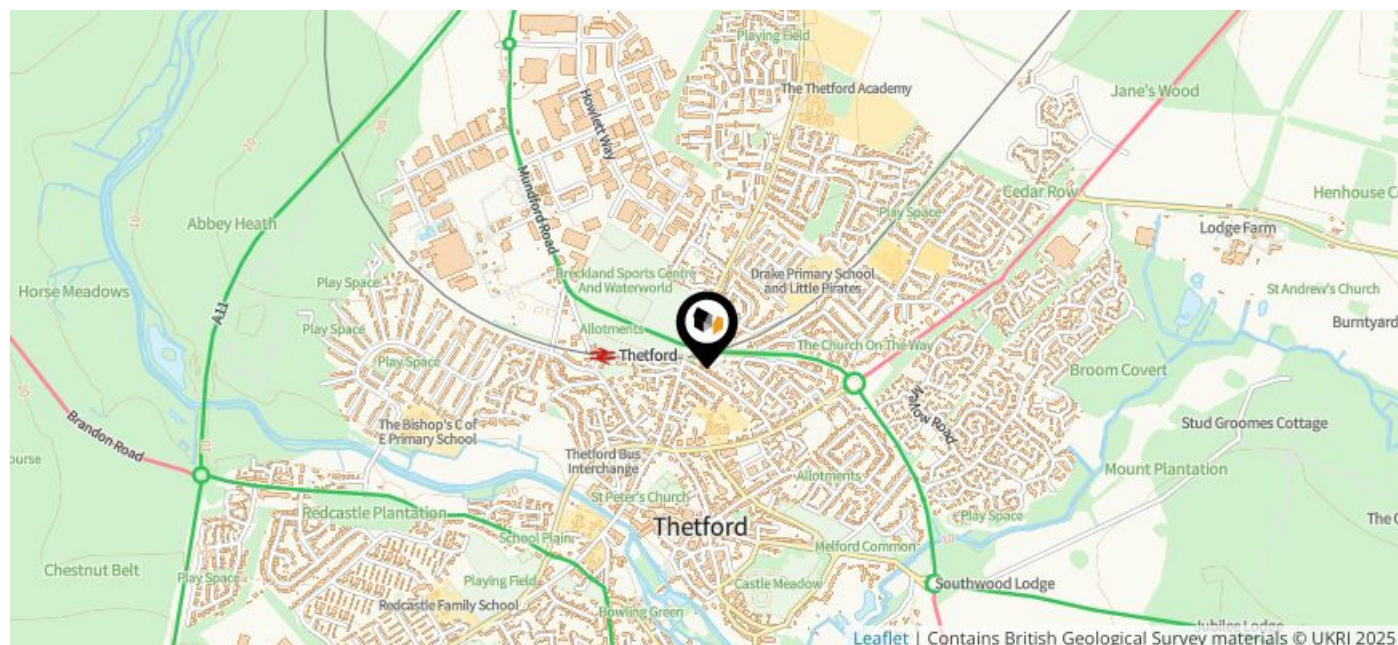 Playing Field
The Thetford Academy
Jane's Wood
Howlett Way
Mundford Road
Cedar Row
Henhouse C
Play Space
Abbey Heath
Lodge Farm
Breckland Sports Centre
And Waterworld
Drake Primary School
and Little Pirates
Horse Meadows
Play Space
St Andrew's Church
A11
Play Space
Allotments
Burntyard
Thetford
The Church On The Way
Play Space
Broom Covert
Mowway Road
Brandon Road
The Bishop's C of
E Primary School
Stud Groomes Cottage
Thetford Bus
Interchange
ourse
Mount Plantation
Allotments
St Peter's Church
Redcastle Plantation
Thetford
Play Space
The C
School Plain
Melford Common
Chestnut Belt
Play Space
Playing Field
Castle Meadow
Southwood Lodge
Redcastle Family School
Bowling Green
Jubilee Lodge
Leaflet | Contains British Geological Survey materials © UKRI 2025